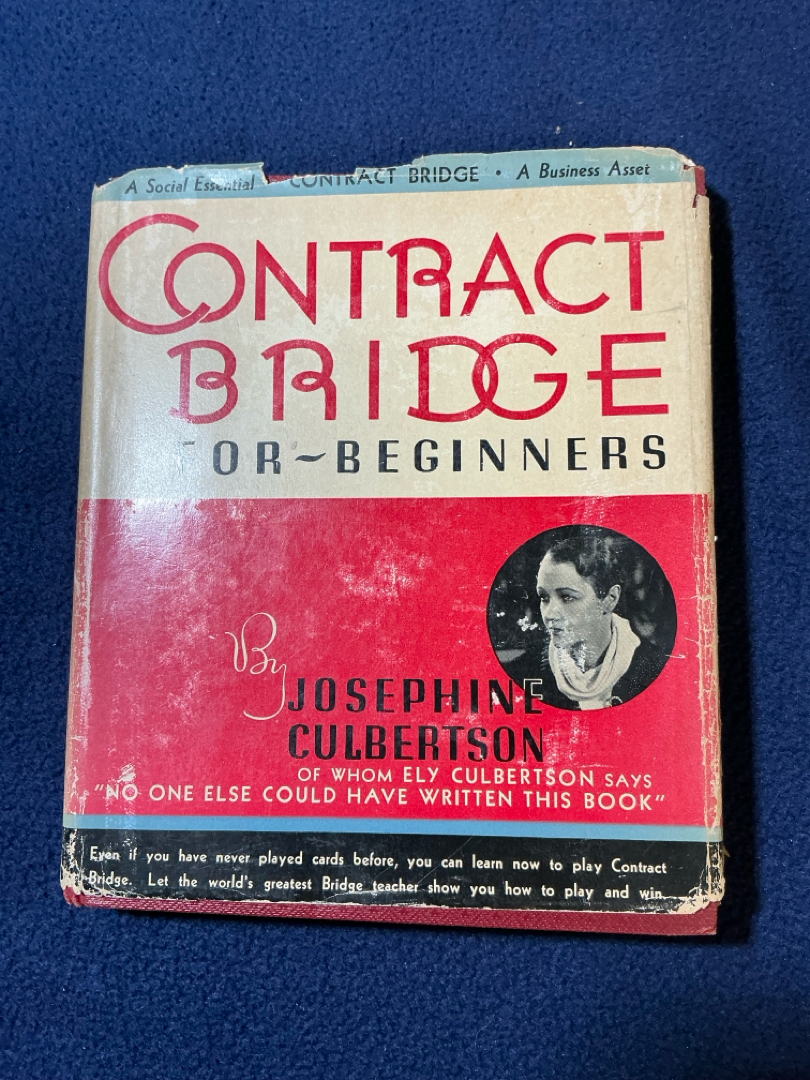 A Social Essential • CONTRACT BRIDGE • A Business Asset
CONTRACT
BRIDGE
FOR~BEGINNERS
By
JOSEPHINE
CULBERTSON
OF WHOM ELY CULBERTSON SAYS
"NO ONE ELSE COULD HAVE WRITTEN THIS BOOK"
Even if you have never played cards before, you can learn now to play Contract
Bridge. Let the world's greatest Bridge teacher show you how to play and win.